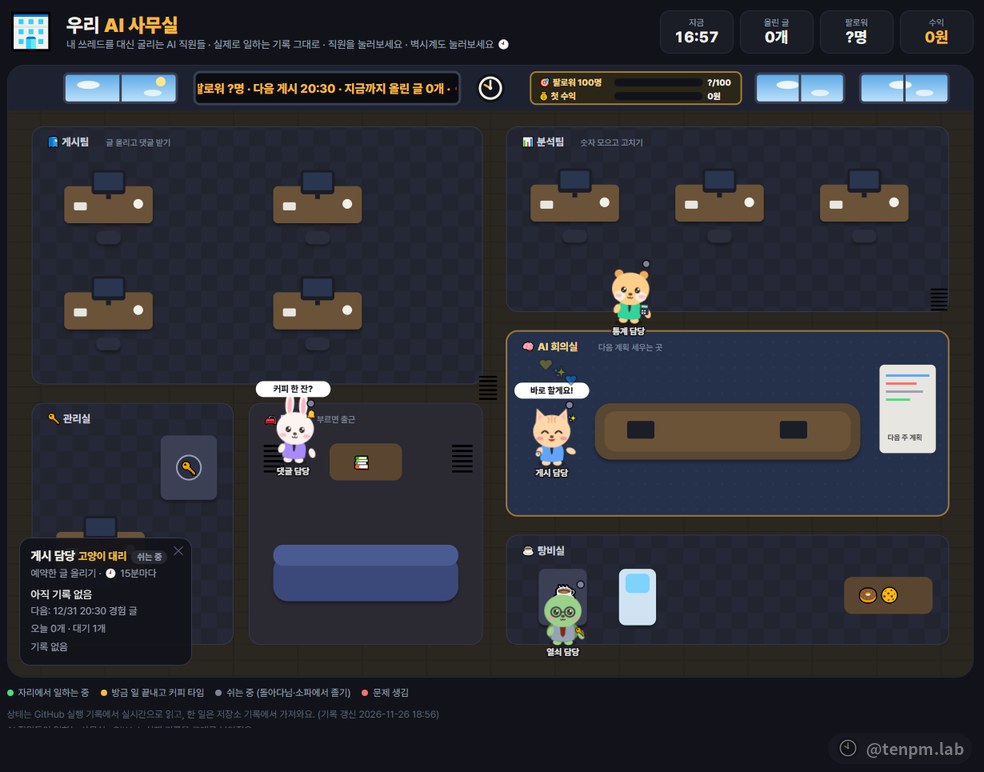 우리 AI 사무실
내 쓰레드를 대신 굴리는 AI 직원들 · 실제로 일하는 기록 그대로 · 직원을 눌러보세요 · 벽시계도 눌러보세요
지금
16:57
올린 글
0개
팔로워
?명
수익
0원
팔로워 ?명 · 다음 게시 20:30 · 지금까지 올린 글 0개 ·
팔로워 100명 ?/100
첫 수익 0원
게시팀 글 올리고 댓글 받기
분석팀 숫자 모으고 고치기
통계 담당
AI 회의실 다음 계획 세우는 곳
바로 할게요!
게시 담당
다음 주 계획
커피 한 잔?
부르면 출근
댓글 담당
관리실
탕비실
열쇠 담당
게시 담당 고양이 대리 쉬는 중
예약한 글 올리기 · 15분마다
아직 기록 없음
다음: 12/31 20:30 경험 글
오늘 0개 · 대기 1개
기록 없음
자리에서 일하는 중 방금 일 끝내고 커피 타임 쉬는 중 (돌아다님·소파에서 졸기) 문제 생김
상태는 GitHub 실행 기록에서 실시간으로 읽고, 한 말은 저장소 기록에서 가져와요. (기록 갱신 2026-11-26 18:56)
@tenpm.lab